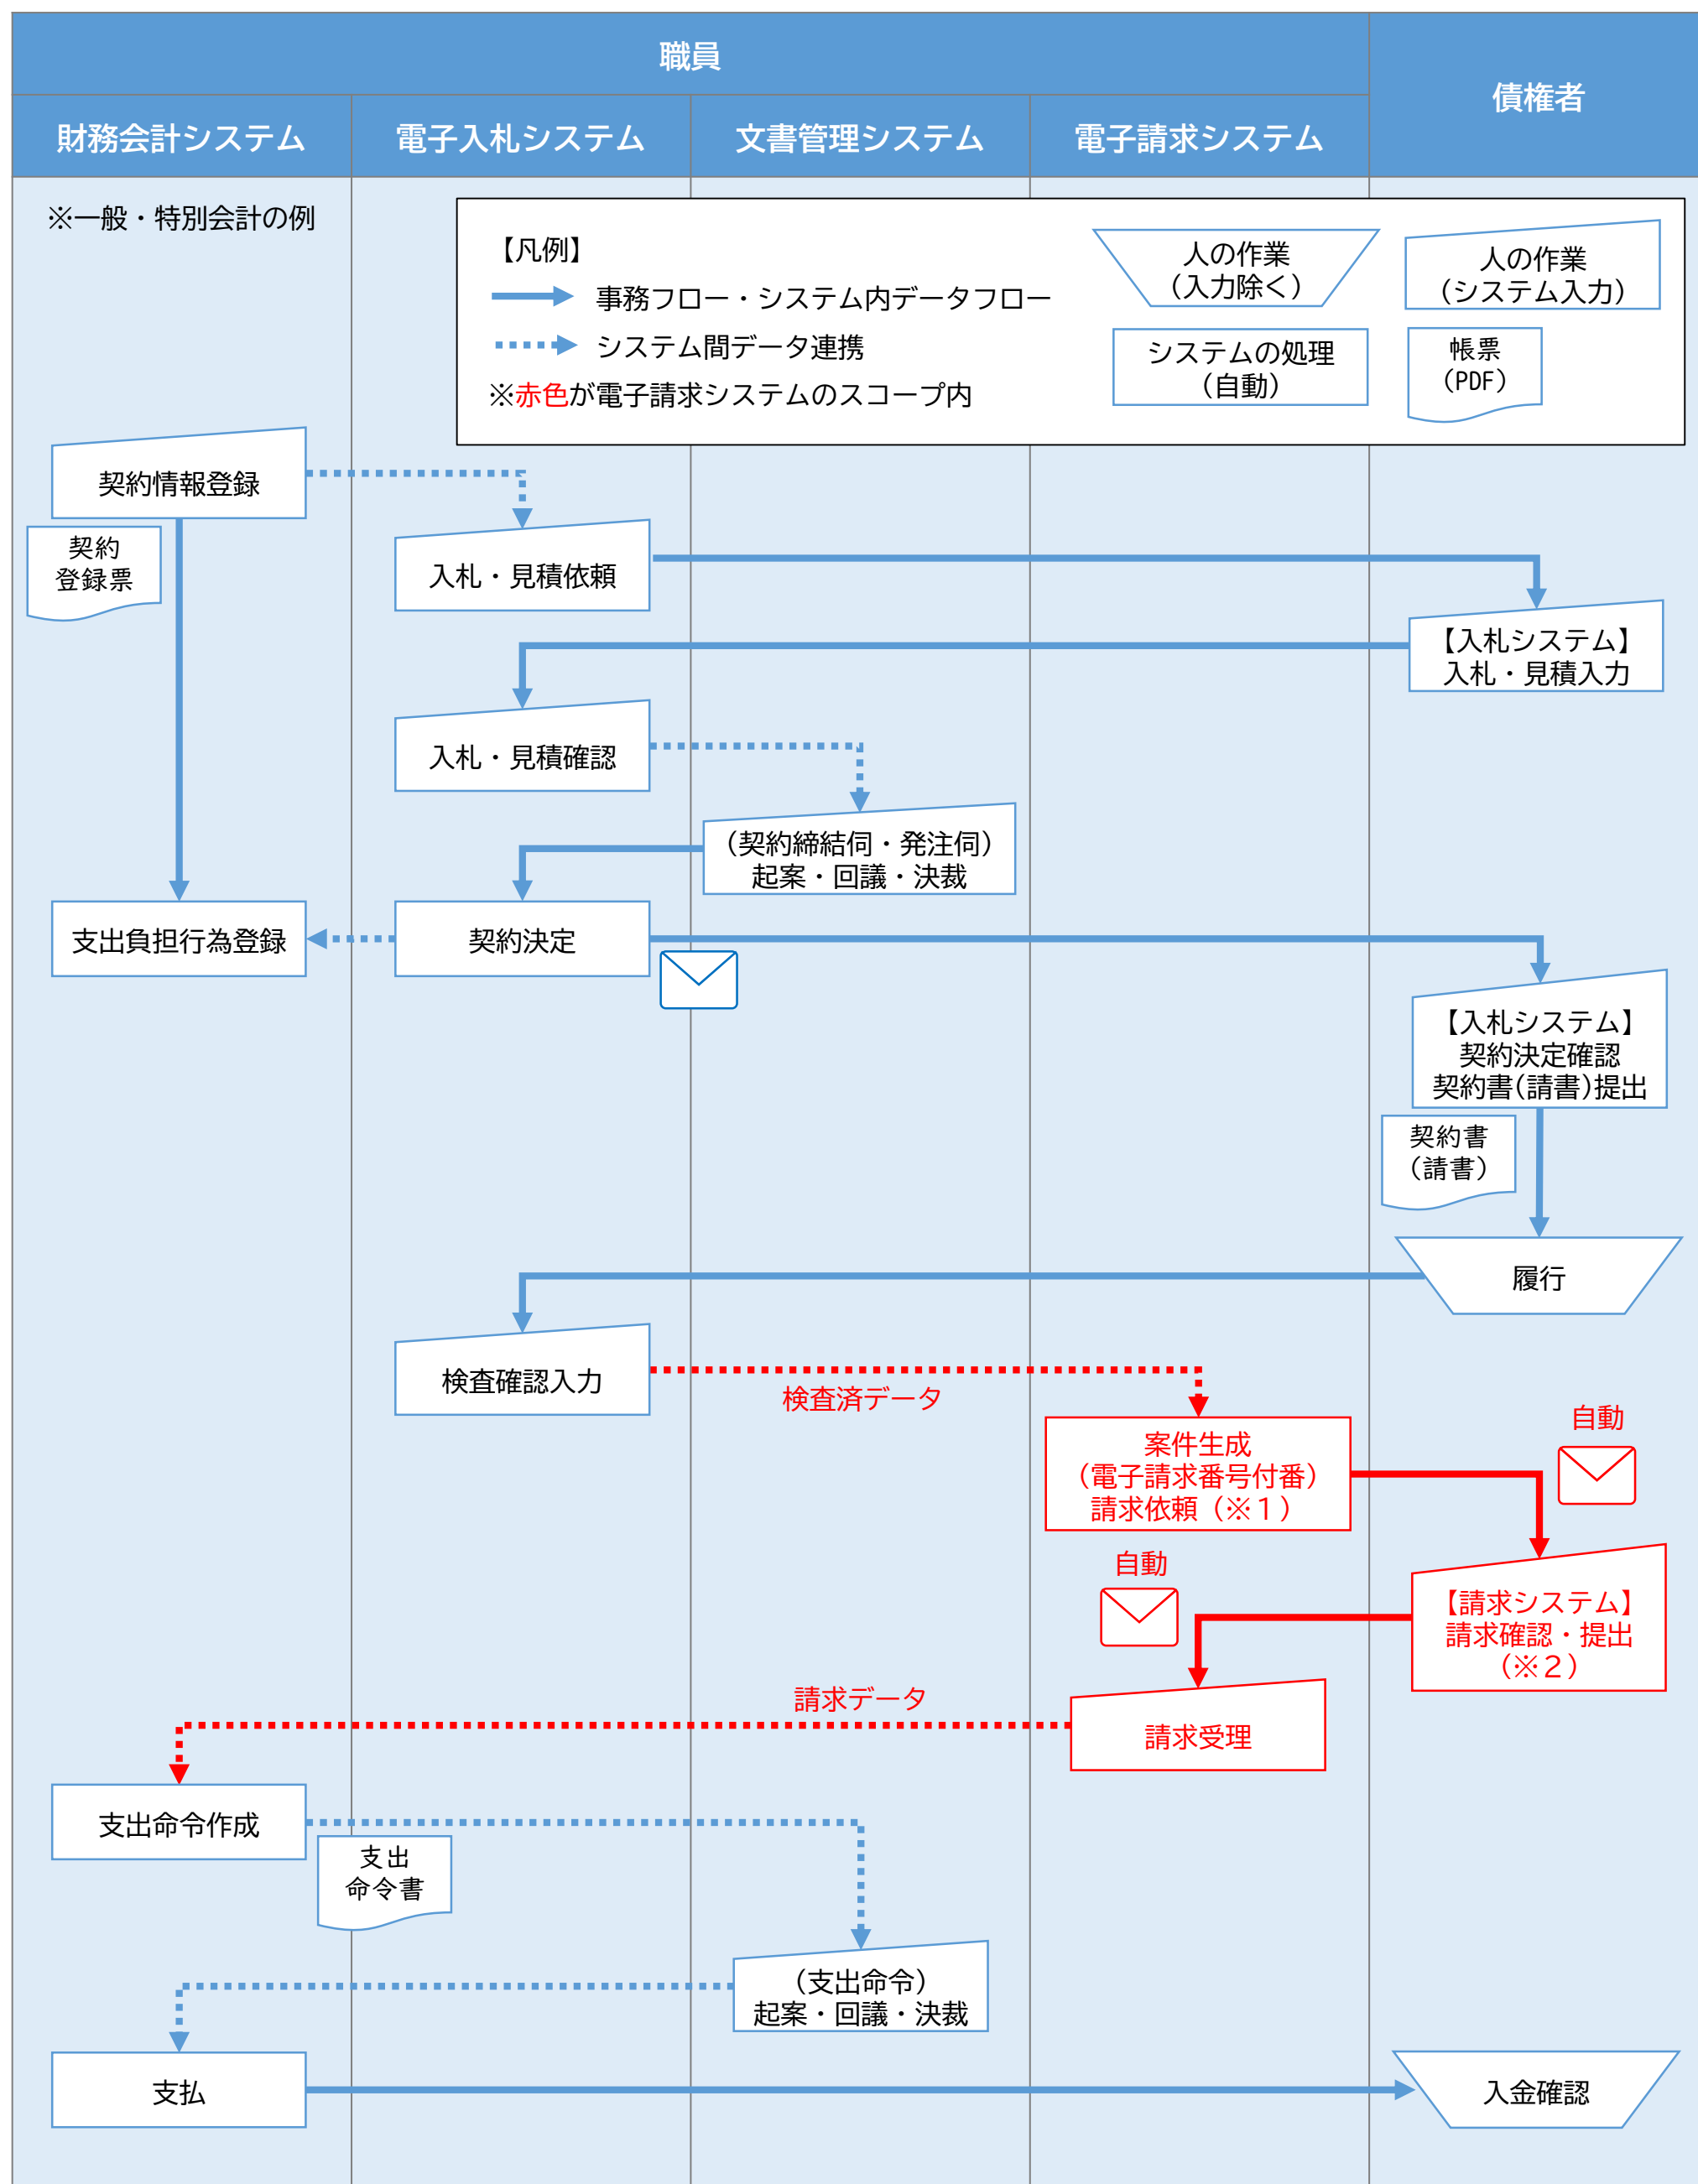 職員
債権者
財務会計システム
電子入札システム
文書管理システム
電子請求システム
※一般・特別会計の例
【凡例】
事務フロー・システム内データフロー
システム間データ連携
※赤色が電子請求システムのスコープ内
人の作業
（入力除く）
人の作業
（システム入力）
システムの処理
（自動）
帳票
（PDF）
契約情報登録
契約
登録票
入札・見積依頼
【入札システム】
入札・見積入力
入札・見積確認
（契約締結伺・発注伺）
起案・回議・決裁
支出負担行為登録
契約決定
【入札システム】
契約決定確認
契約書(請書)提出
契約書
（請書）
履行
検査確認入力
検査済データ
案件生成
（電子請求番号付番）
請求依頼（※１）
自動
自動
【請求システム】
請求確認・提出
（※２）
請求データ
請求受理
支出命令作成
支出
命令書
（支出命令）
起案・回議・決裁
支払
入金確認